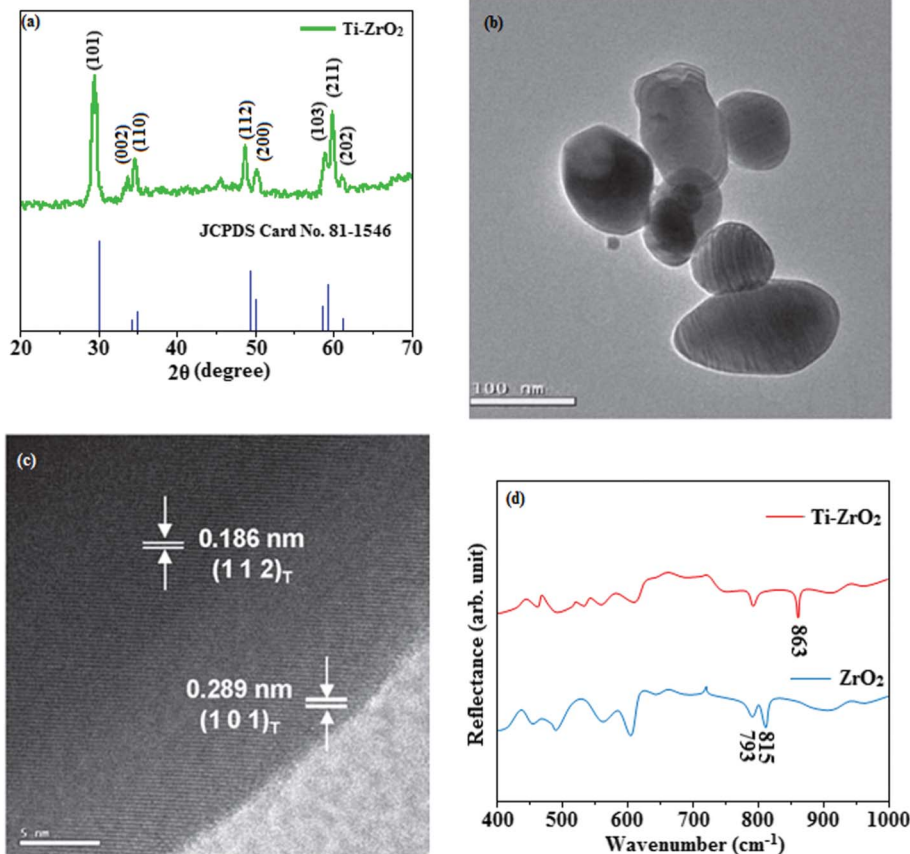 (a)
Ti-ZrO₂
(101)
(002)
(110)
(112)
(200)
(103)
(211)
(202)
JCPDS Card No. 81-1546
20 30 40 50 60 70
2θ (degree)
(b)
100 nm
(c)
0.186 nm
(1 1 2)T
0.289 nm
(1 0 1)T
5 nm
(d)
Ti-ZrO₂
863
ZrO₂
793
815
Reflectance (arb. unit)
400 500 600 700 800 900 1000
Wavenumber (cm⁻¹)